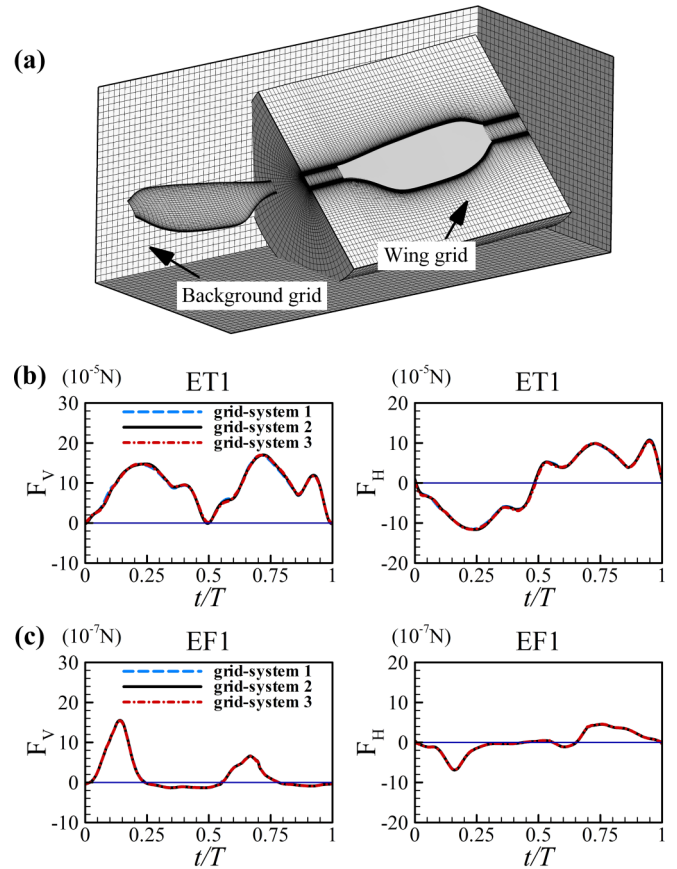 (a)
Wing grid
Background grid
(b) (10⁻⁵N) ET1
30
20
10
0
-10
F_V
grid-system 1
grid-system 2
grid-system 3
0 0.25 0.5 0.75 1
t/T
(10⁻⁵N) ET1
20
10
0
-10
-20
F_H
0 0.25 0.5 0.75 1
t/T
(c) (10⁻⁷N) EF1
30
20
10
0
-10
F_V
grid-system 1
grid-system 2
grid-system 3
0 0.25 0.5 0.75 1
t/T
(10⁻⁷N) EF1
20
10
0
-10
-20
F_H
0 0.25 0.5 0.75 1
t/T